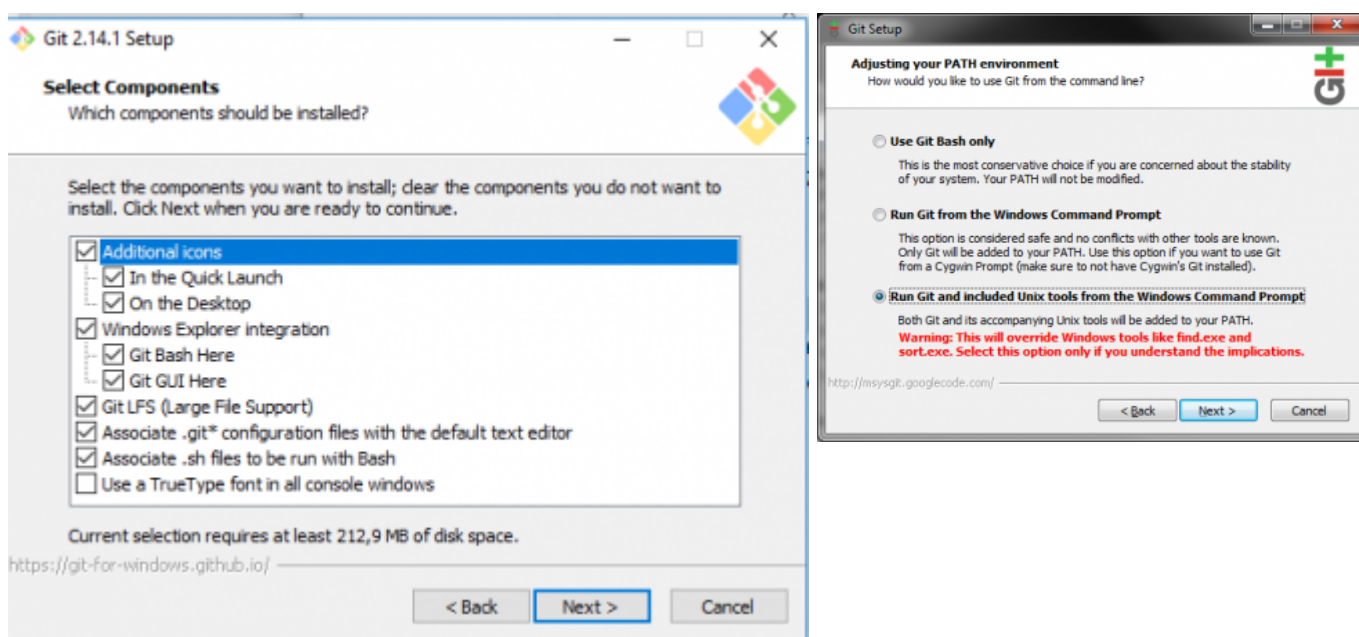 Git 2.14.1 Setup
Select Components
Which components should be installed?
Select the components you want to install; clear the components you do not want to
install. Click Next when you are ready to continue.
Additional icons
In the Quick Launch
On the Desktop
Windows Explorer integration
Git Bash Here
Git GUI Here
Git LFS (Large File Support)
Associate .git* configuration files with the default text editor
Associate .sh files to be run with Bash
Use a TrueType font in all console windows
Current selection requires at least 212,9 MB of disk space.
https://git-for-windows.github.io/
< Back
Next >
Cancel
Git Setup
Adjusting your PATH environment
How would you like to use Git from the command line?
Git
Use Git Bash only
This is the most conservative choice if you are concerned about the stability
of your system. Your PATH will not be modified.
Run Git from the Windows Command Prompt
This option is considered safe and no conflicts with other tools are known.
Only Git will be added to your PATH. Use this option if you want to use Git
from a Cygwin Prompt (make sure to not have Cygwin's Git installed).
Run Git and included Unix tools from the Windows Command Prompt
Both Git and its accompanying Unix tools will be added to your PATH.
Warning: This will override Windows tools like find.exe and
sort.exe. Select this option only if you understand the implications.
http://msysgit.googlecode.com/
< Back
Next >
Cancel